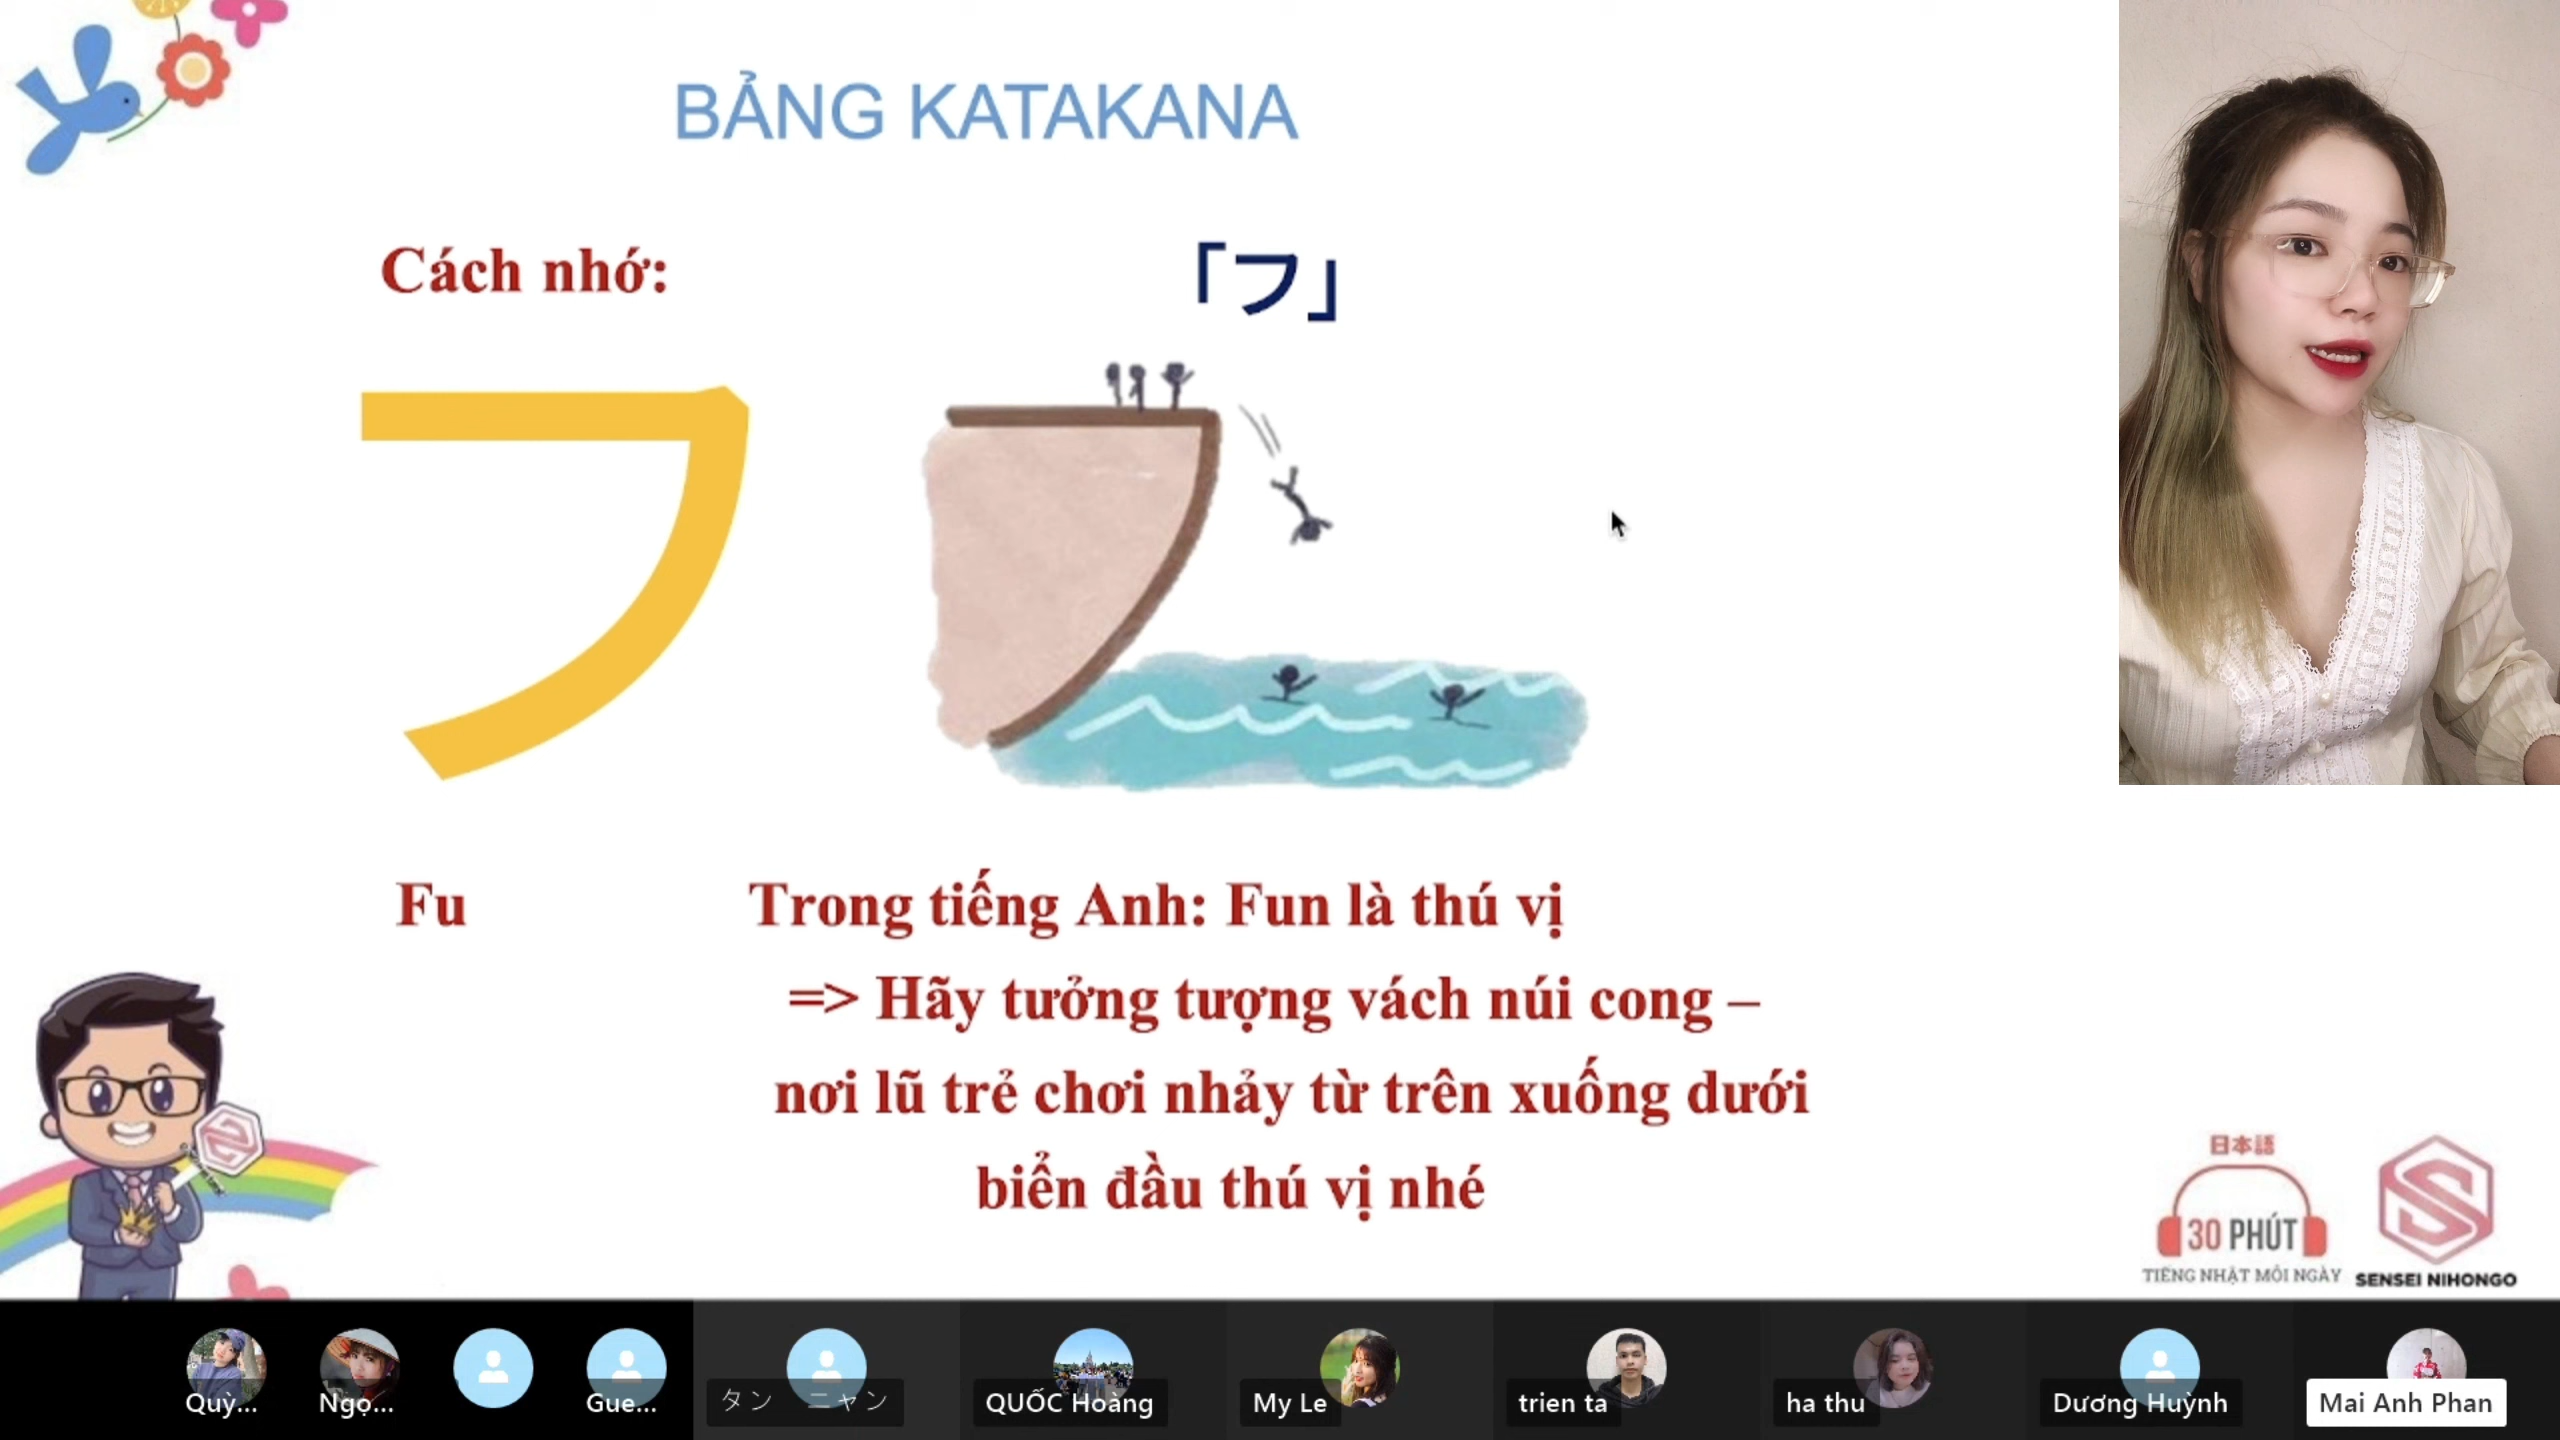 BẢNG KATAKANA
Cách nhớ:
「フ」
Fu
Trong tiếng Anh: Fun là thú vị
=> Hãy tưởng tượng vách núi cong –
nơi lũ trẻ chơi nhảy từ trên xuống dưới
biển đầu thú vị nhé
日本語
30 PHÚT
TIẾNG NHẬT MỖI NGÀY
SENSEI NIHONGO
Quỳ...
Ngọ...
Gue...
タン ニャン
QUỐC Hoàng
My Le
trien ta
ha thu
Dương Huỳnh
Mai Anh Phan